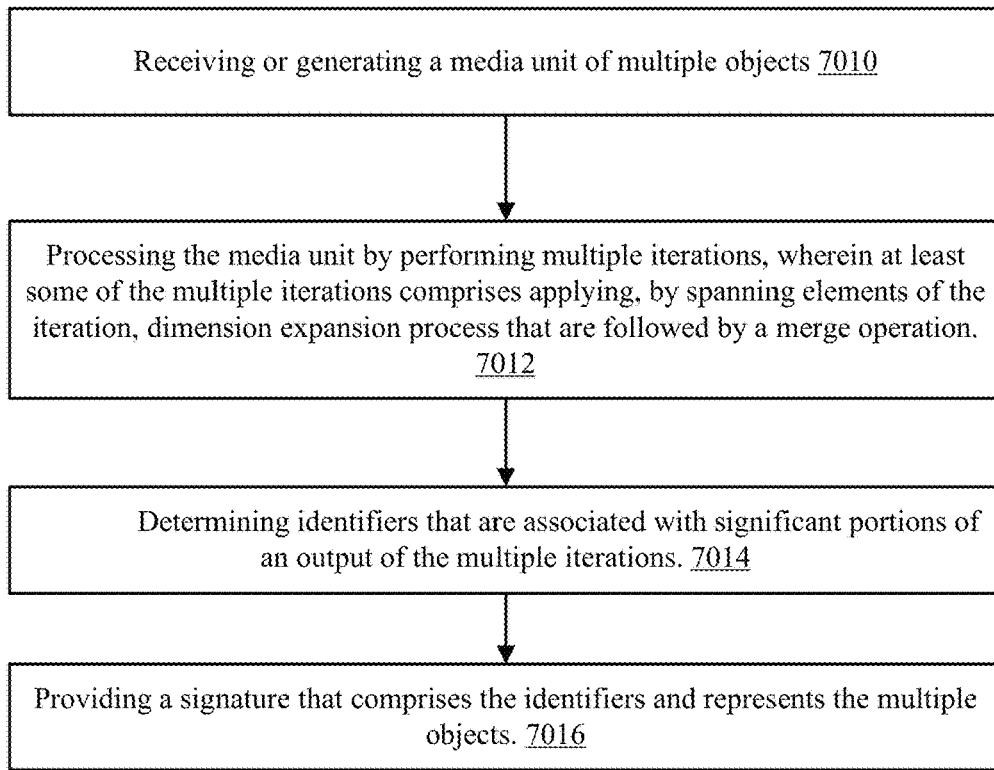 Receiving or generating a media unit of multiple objects 7010
Processing the media unit by performing multiple iterations, wherein at least
some of the multiple iterations comprises applying, by spanning elements of the
iteration, dimension expansion process that are followed by a merge operation.
7012
Determining identifiers that are associated with significant portions of
an output of the multiple iterations. 7014
Providing a signature that comprises the identifiers and represents the multiple
objects. 7016